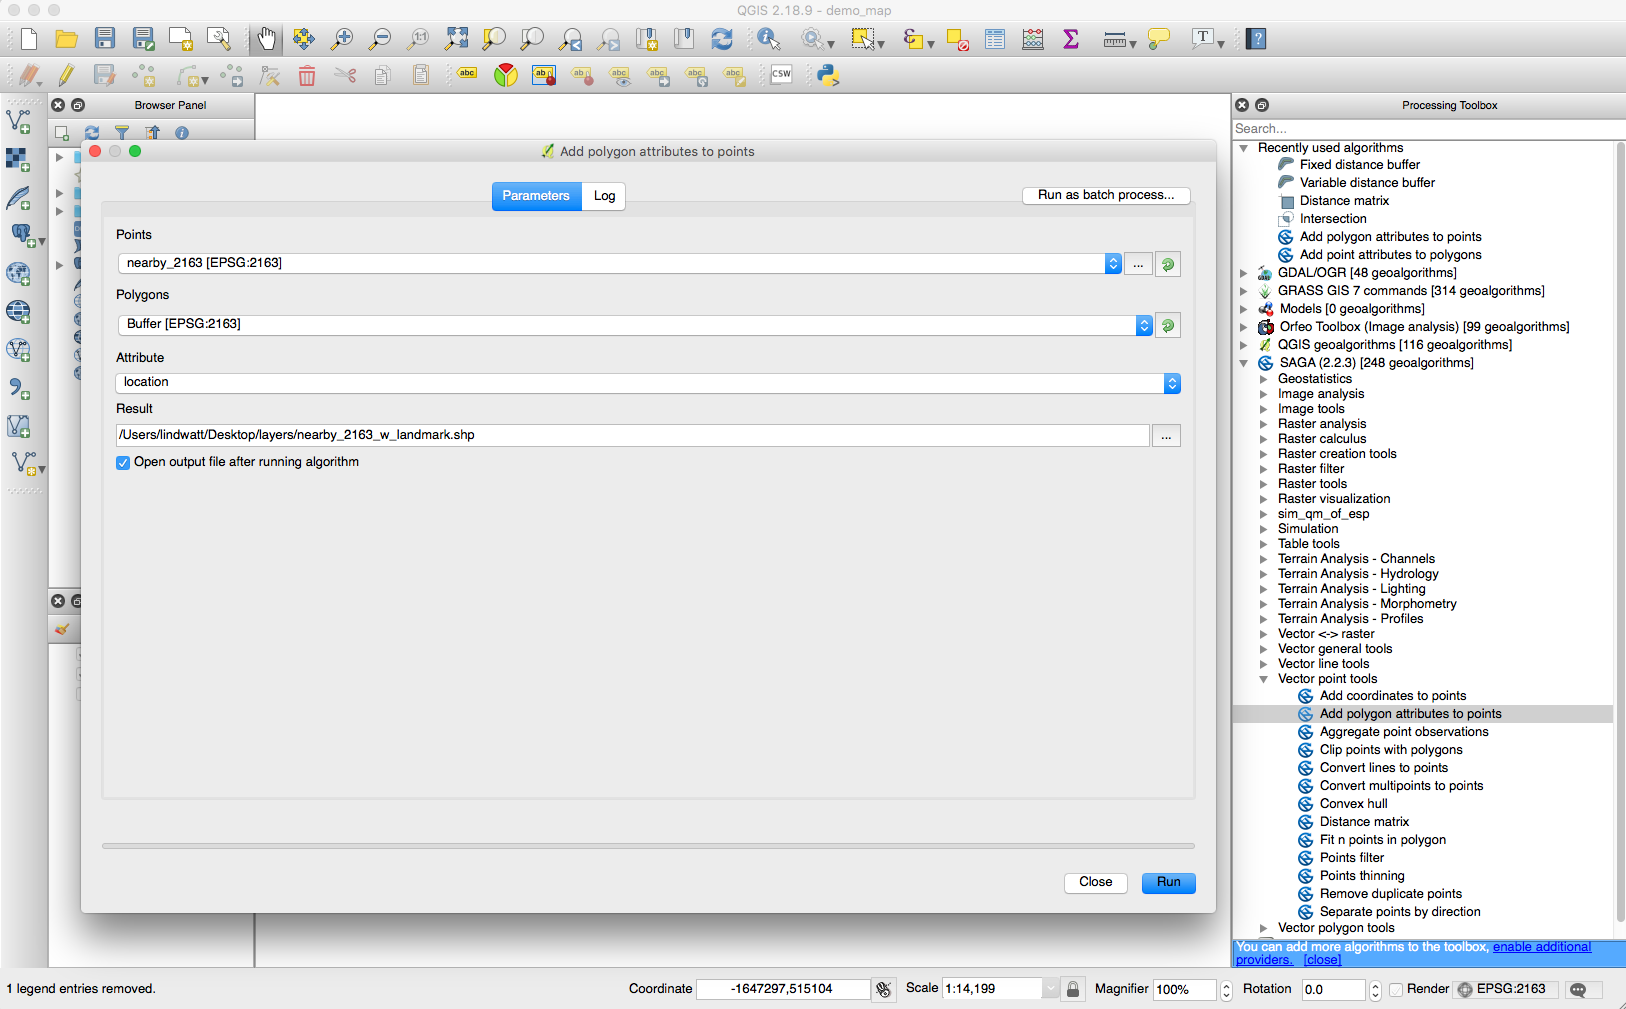 QGIS 2.18.9 - demo_map
1:1
T
?
abc
ab
ab
abc
abc
abc
abc
CSW
Browser Panel
Processing Toolbox
Search...
Add polygon attributes to points
Parameters
Log
Run as batch process...
Points
nearby_2163 [EPSG:2163]
...
Polygons
Buffer [EPSG:2163]
Attribute
location
Result
/Users/lindwatt/Desktop/layers/nearby_2163_w_landmark.shp
...
Open output file after running algorithm
Close
Run
Recently used algorithms
Fixed distance buffer
Variable distance buffer
Distance matrix
Intersection
Add polygon attributes to points
Add point attributes to polygons
GDAL/OGR [48 geoalgorithms]
GRASS GIS 7 commands [314 geoalgorithms]
Models [0 geoalgorithms]
Orfeo Toolbox (Image analysis) [99 geoalgorithms]
QGIS geoalgorithms [116 geoalgorithms]
SAGA (2.2.3) [248 geoalgorithms]
Geostatistics
Image analysis
Image tools
Raster analysis
Raster calculus
Raster creation tools
Raster filter
Raster tools
Raster visualization
sim_qm_of_esp
Simulation
Table tools
Terrain Analysis - Channels
Terrain Analysis - Hydrology
Terrain Analysis - Lighting
Terrain Analysis - Morphometry
Terrain Analysis - Profiles
Vector <-> raster
Vector general tools
Vector line tools
Vector point tools
Add coordinates to points
Add polygon attributes to points
Aggregate point observations
Clip points with polygons
Convert lines to points
Convert multipoints to points
Convex hull
Distance matrix
Fit n points in polygon
Points filter
Points thinning
Remove duplicate points
Separate points by direction
Vector polygon tools
You can add more algorithms to the toolbox, enable additional
providers. [close]
1 legend entries removed.
Coordinate
-1647297,515104
Scale
1:14,199
Magnifier
100%
Rotation
0.0
Render
EPSG:2163